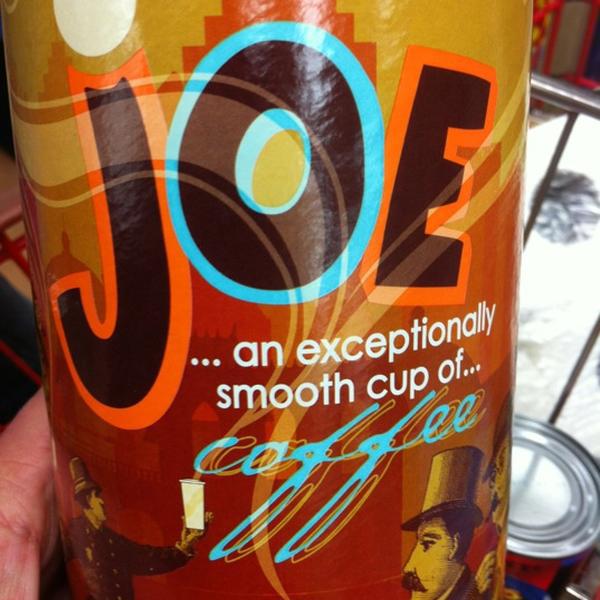 JOE
... an exceptionally
smooth cup of...
coffee